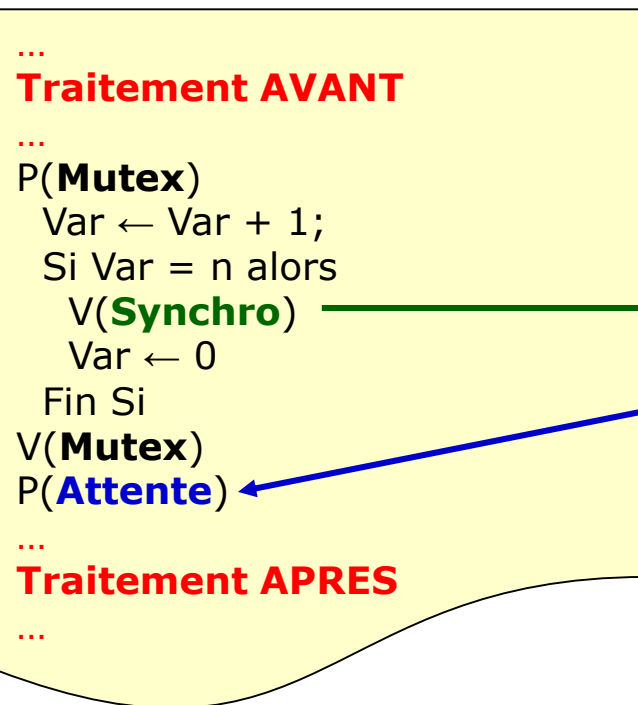 ...
Traitement AVANT
...
P(Mutex)
Var ← Var + 1;
Si Var = n alors
V(Synchro)
Var ← 0
Fin Si
V(Mutex)
P(Attente)
...
Traitement APRES
...